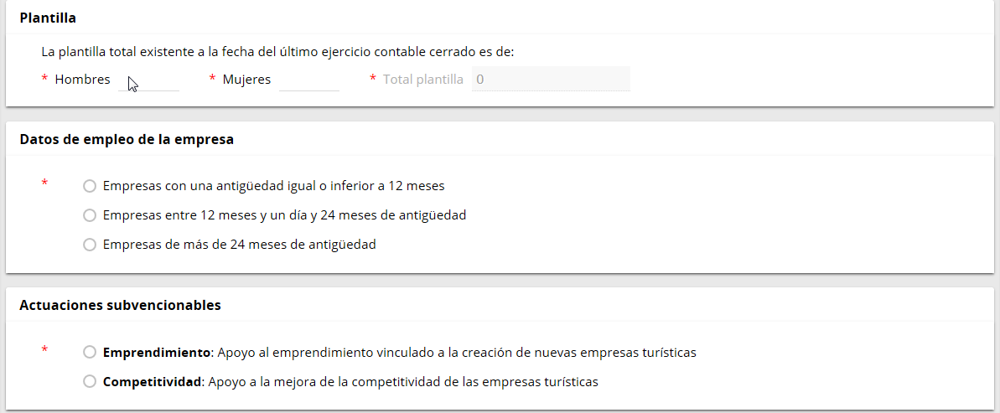 Plantilla
La plantilla total existente a la fecha del último ejercicio contable cerrado es de:
* Hombres * Mujeres * Total plantilla 0
Datos de empleo de la empresa
* Empresas con una antigüedad igual o inferior a 12 meses
Empresas entre 12 meses y un día y 24 meses de antigüedad
Empresas de más de 24 meses de antigüedad
Actuaciones subvencionables
* Emprendimiento: Apoyo al emprendimiento vinculado a la creación de nuevas empresas turísticas
Competitividad: Apoyo a la mejora de la competitividad de las empresas turísticas